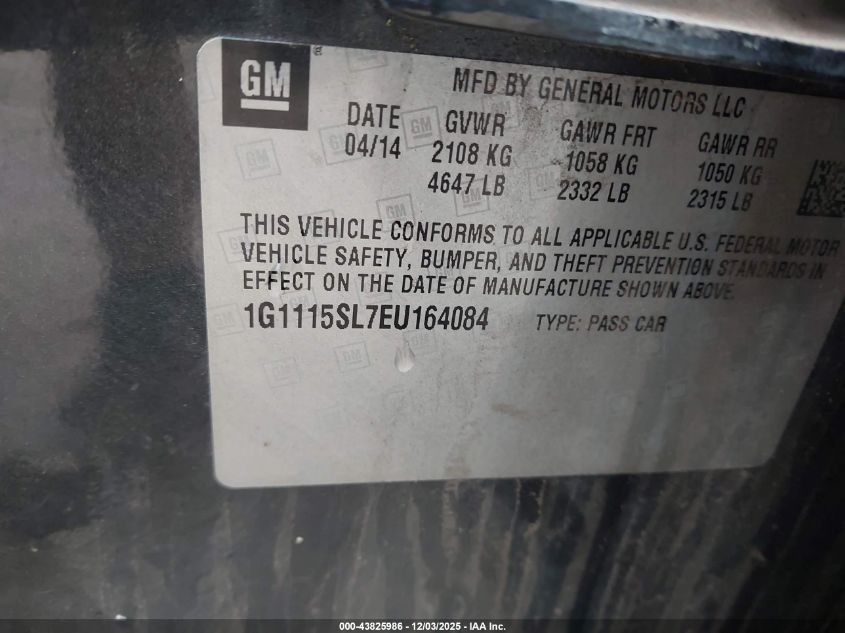 GM
MFD BY GENERAL MOTORS LLC
DATE GVWR GAWR FRT GAWR RR
04/14 2108 KG 1058 KG 1050 KG
4647 LB 2332 LB 2315 LB
THIS VEHICLE CONFORMS TO ALL APPLICABLE U.S. FEDERAL MOTOR
VEHICLE SAFETY, BUMPER, AND THEFT PREVENTION STANDARDS IN
EFFECT ON THE DATE OF MANUFACTURE SHOWN ABOVE.
1G1115SL7EU164084 TYPE: PASS CAR
000-43825986 - 12/03/2025 - IAA Inc.